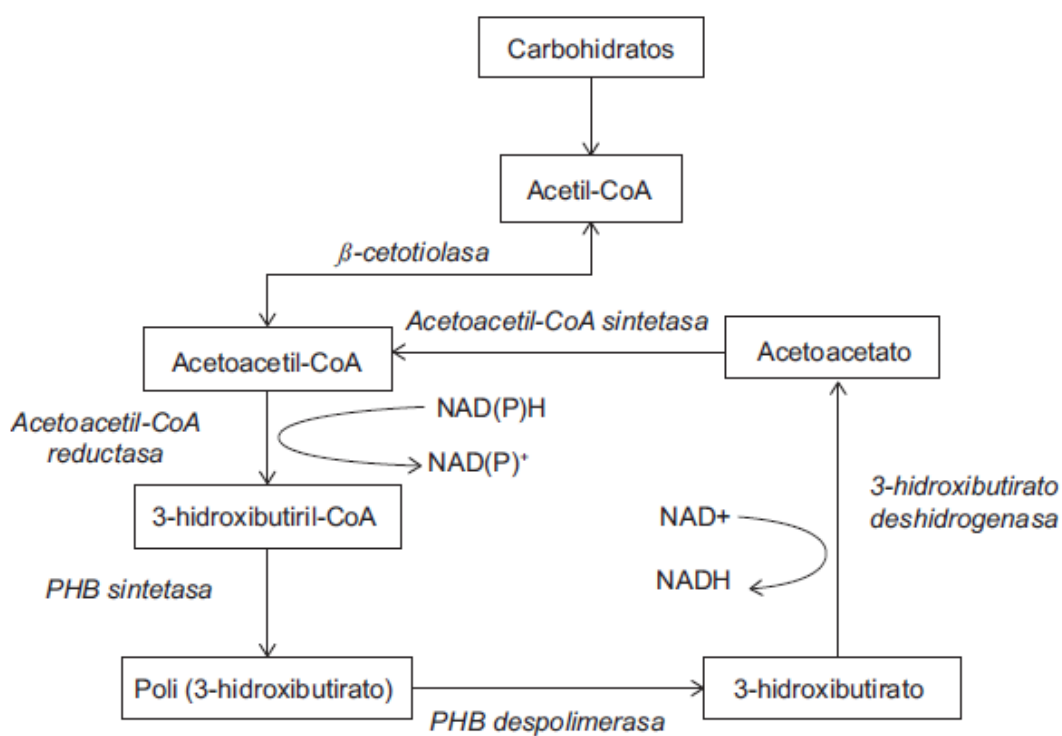 Carbohidratos
Acetil-CoA
β-cetotiolasa
Acetoacetil-CoA sintetasa
Acetoacetil-CoA
Acetoacetato
Acetoacetil-CoA
reductasa
NAD(P)H
NAD(P)⁺
3-hidroxibutiril-CoA
NAD+
NADH
3-hidroxibutirato
deshidrogenasa
PHB sintetasa
Poli (3-hidroxibutirato)
3-hidroxibutirato
PHB despolimerasa